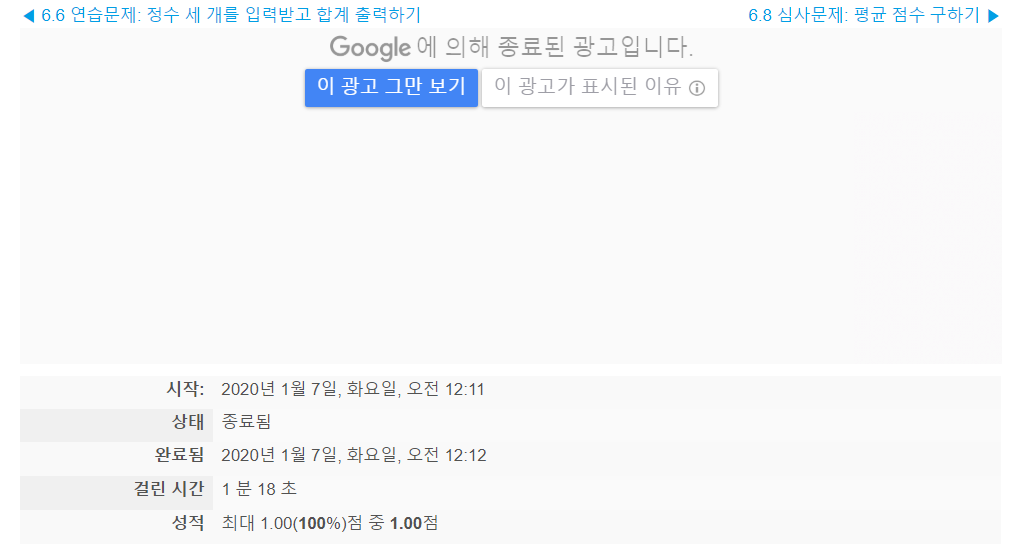 ◀ 6.6 연습문제: 정수 세 개를 입력받고 합계 출력하기
6.8 심사문제: 평균 점수 구하기 ▶
Google 에 의해 종료된 광고입니다.
이 광고 그만 보기
이 광고가 표시된 이유 ⓘ
시작: 2020년 1월 7일, 화요일, 오전 12:11
상태 종료됨
완료됨 2020년 1월 7일, 화요일, 오전 12:12
걸린 시간 1 분 18 초
성적 최대 1.00(100%)점 중 1.00점